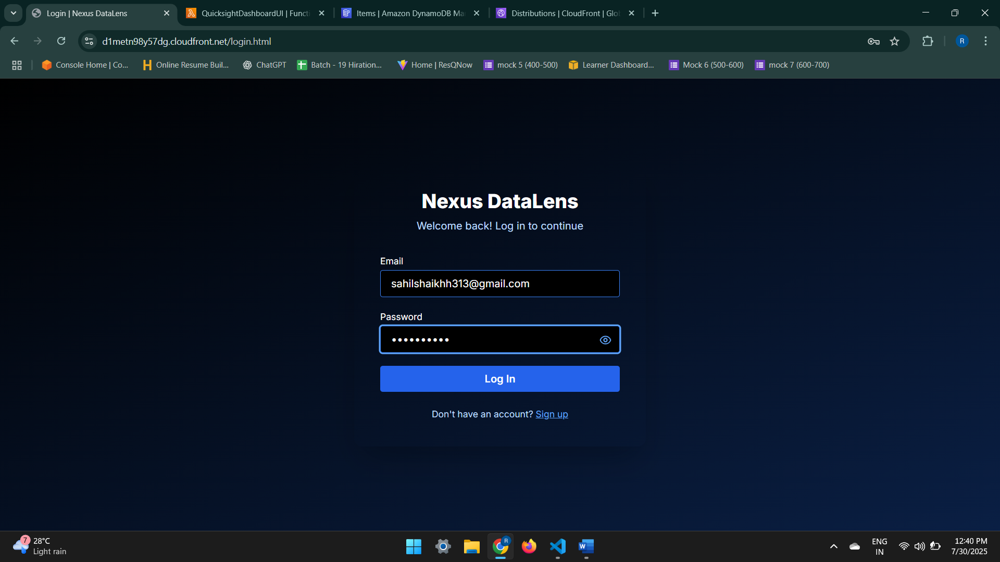 Login | Nexus DataLens
QuicksightDashboardUI | Functi
Items | Amazon DynamoDB Ma
Distributions | CloudFront | Glo
d1metn98y57dg.cloudfront.net/login.html
R
Console Home | Co...
Online Resume Buil...
ChatGPT
Batch - 19 Hiration...
Home | ResQNow
mock 5 (400-500)
Learner Dashboard...
Mock 6 (500-600)
mock 7 (600-700)
Nexus DataLens
Welcome back! Log in to continue
Email
sahilshaikhh313@gmail.com
Password
••••••••••
Log In
Don't have an account? Sign up
7
28°C
Light rain
R
W
ENG
IN
12:40 PM
7/30/2025